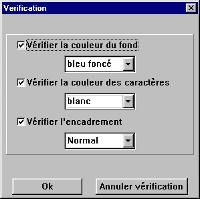 Verification
Vérifier la couleur du fond
bleu foncé
Vérifier la couleur des caractères
blanc
Vérifier l'encadrement
Normal
Ok
Annuler vérification